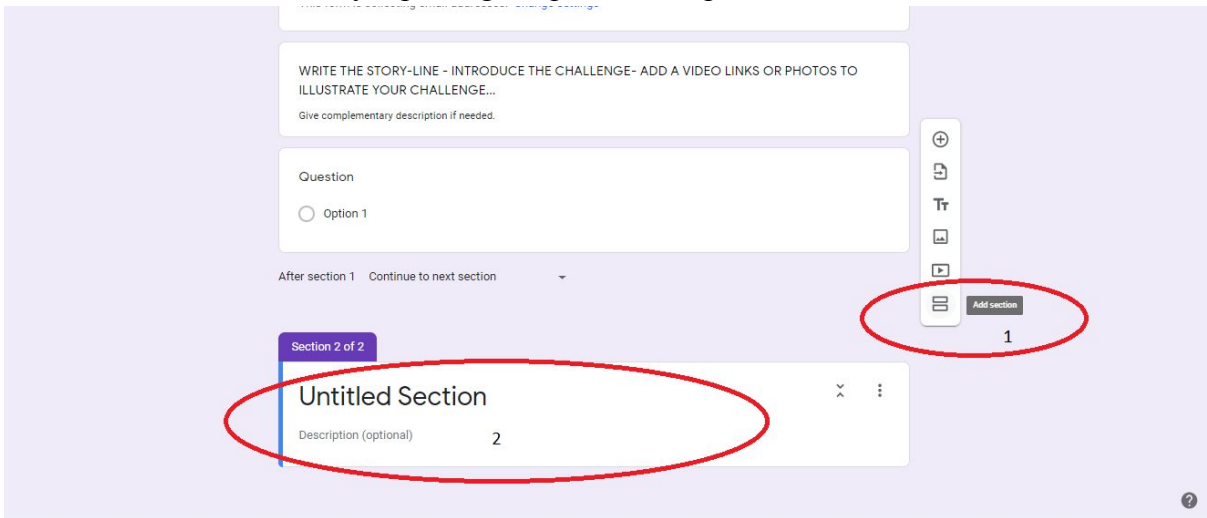 WRITE THE STORY-LINE - INTRODUCE THE CHALLENGE- ADD A VIDEO LINKS OR PHOTOS TO
ILLUSTRATE YOUR CHALLENGE...
Give complementary description if needed.
Question
Option 1
After section 1 Continue to next section
Add section
1
Section 2 of 2
Untitled Section
Description (optional)
2